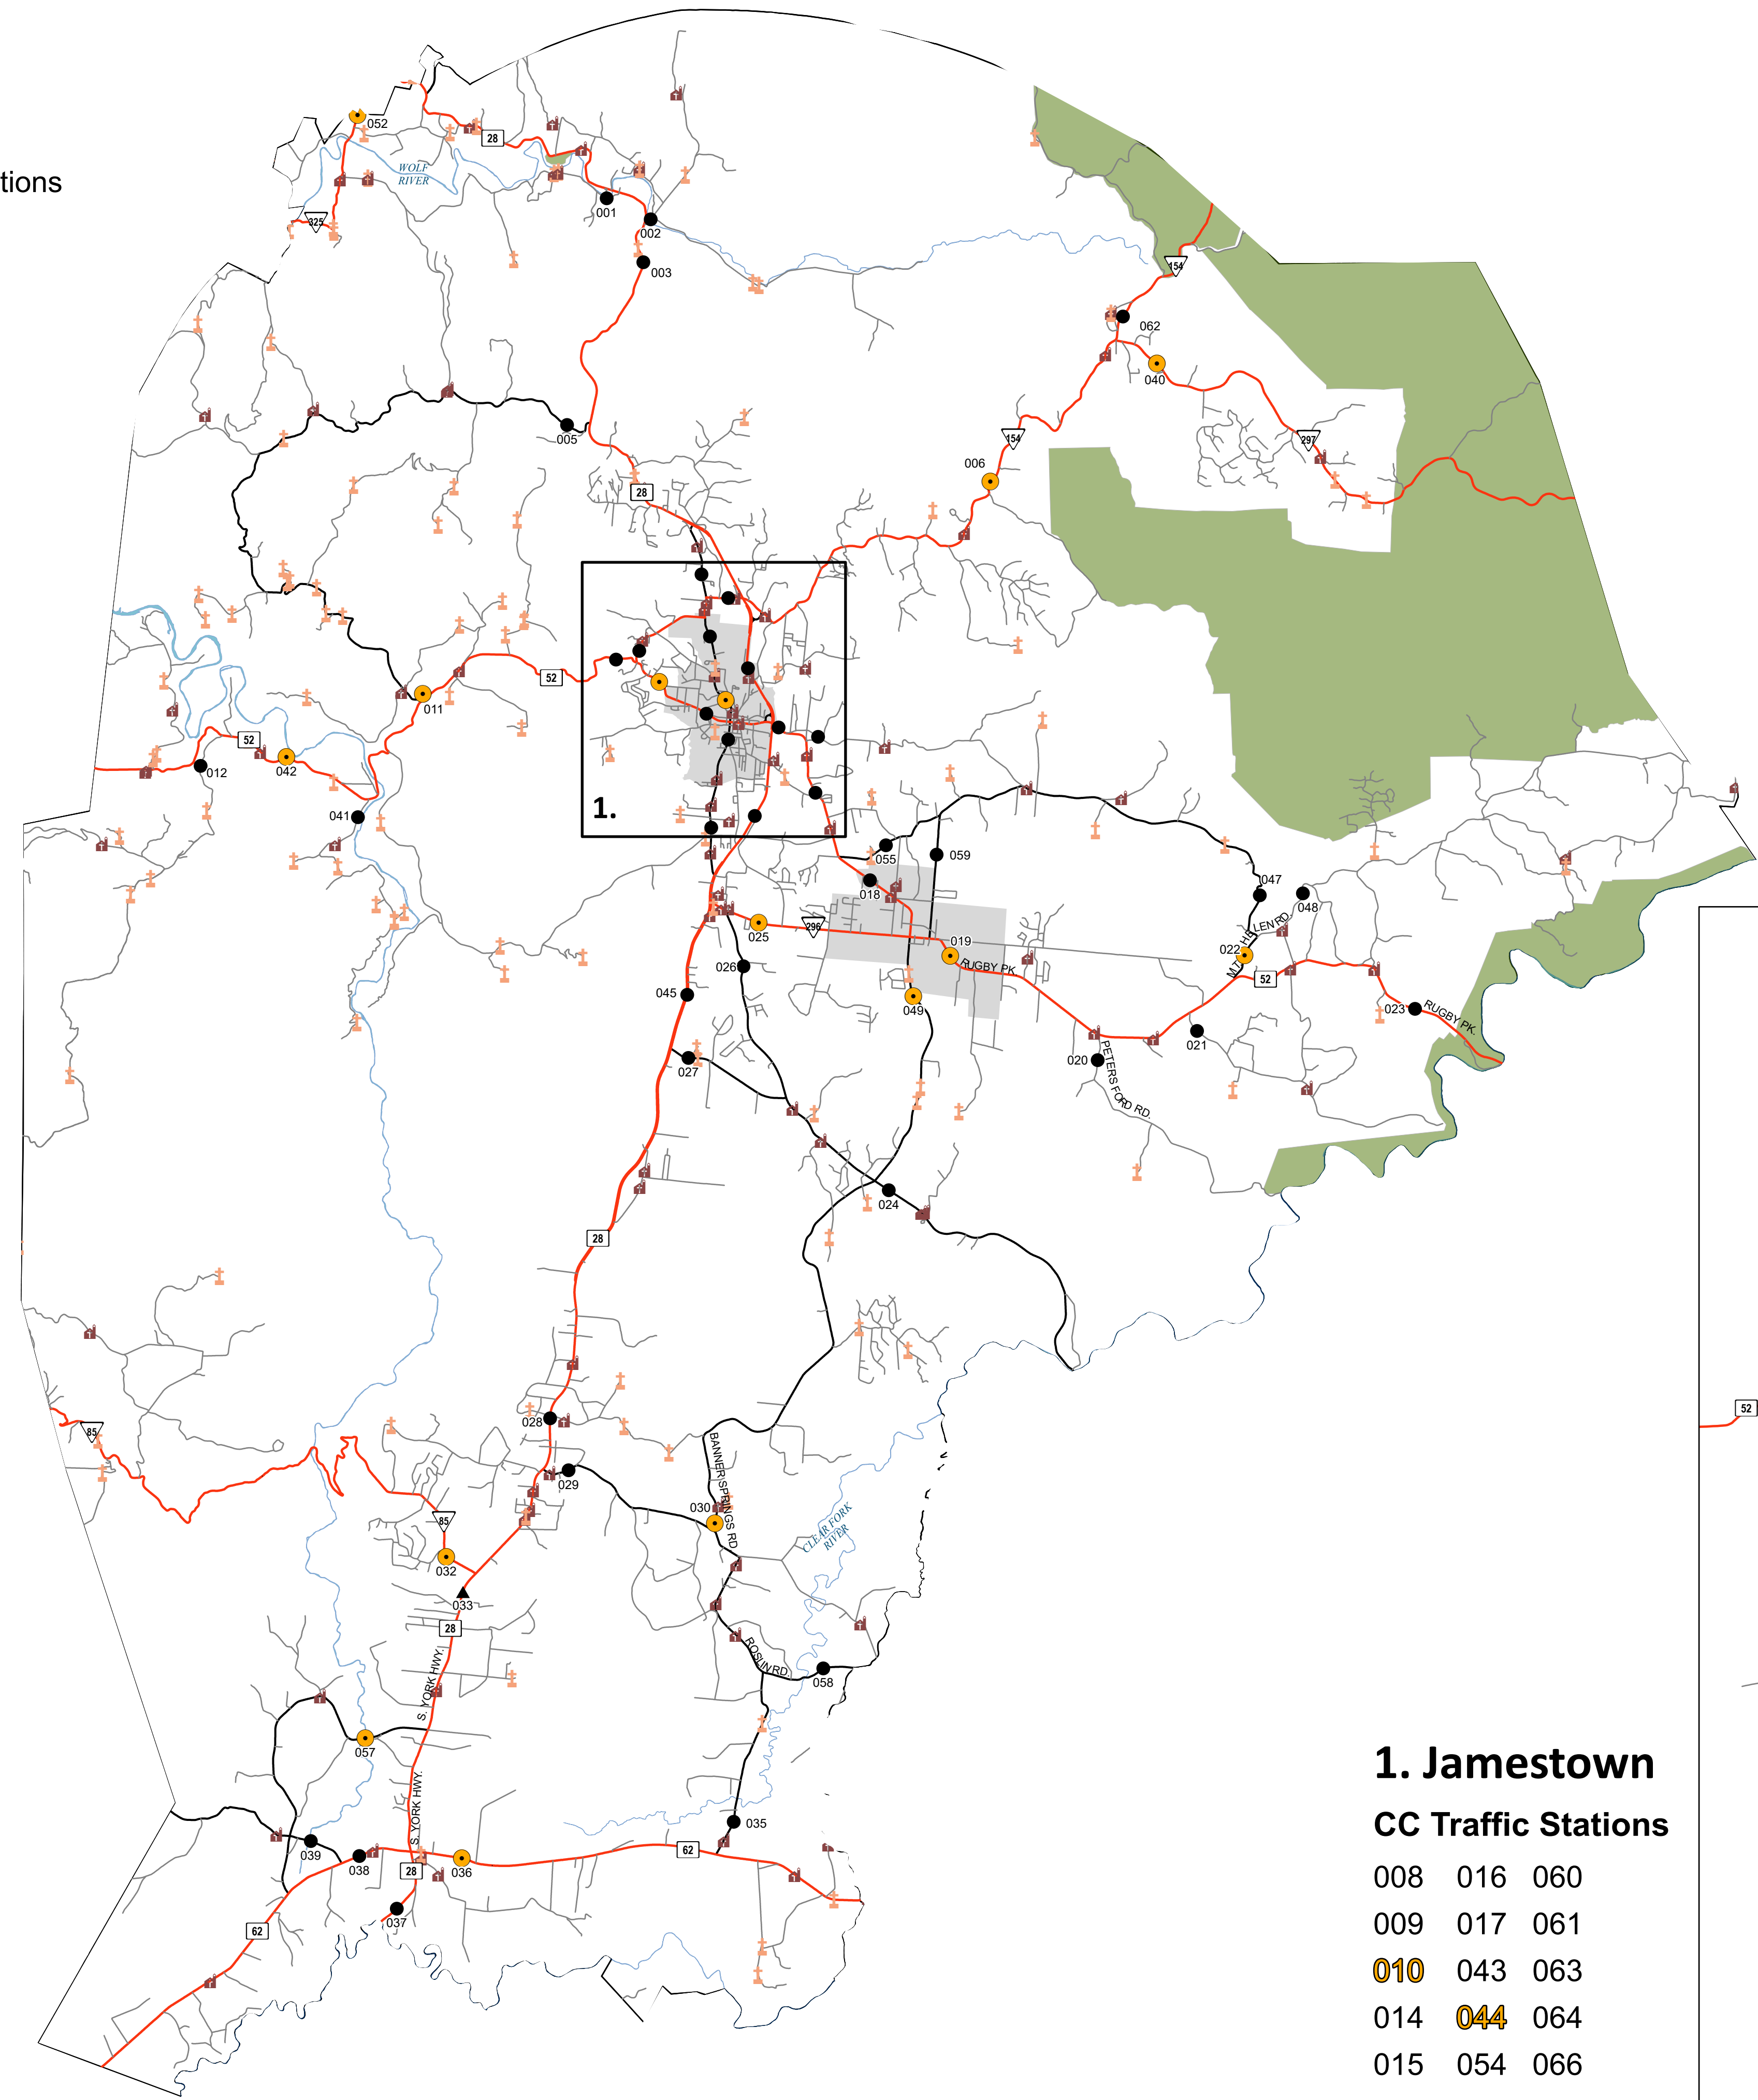 052
28
WOLF
RIVER
tions
001
325
002
003
154
062
040
005
154
297
006
28
52
011
52
042
012
1.
041
055
059
018
047
048
025
296
019
MT. HELEN RD.
022
RUGBY PK
52
026
045
049
023
RUGBY PK.
021
027
020
PETERS FORD RD.
024
28
52
85
028
BANNER SPRINGS RD
029
030
CLEAR FORK
RIVER
85
032
033
28
ROSLIN RD.
S. YORK HWY.
058
057
1. Jamestown
S. YORK HWY.
CC Traffic Stations
035
039
038
28
036
62
008 016 060
037
62
009 017 061
010 043 063
014 044 064
015 054 066